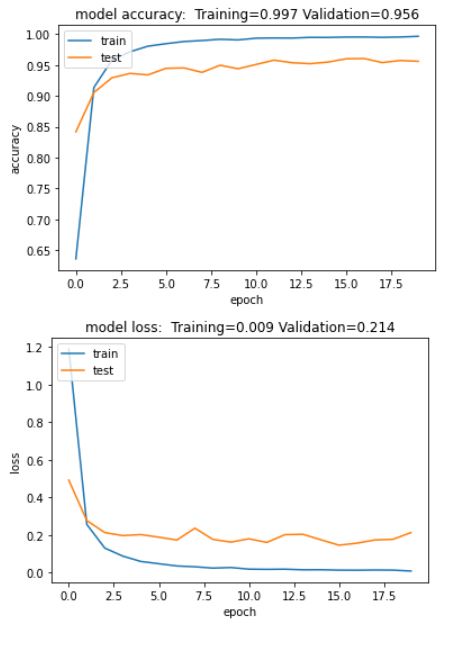 model accuracy:  Training=0.997 Validation=0.956
1.00
0.95
0.90
0.85
0.80
0.75
0.70
0.65
accuracy
train
test
0.0 2.5 5.0 7.5 10.0 12.5 15.0 17.5
epoch
model loss:  Training=0.009 Validation=0.214
1.2
1.0
0.8
0.6
0.4
0.2
0.0
loss
train
test
0.0 2.5 5.0 7.5 10.0 12.5 15.0 17.5
epoch